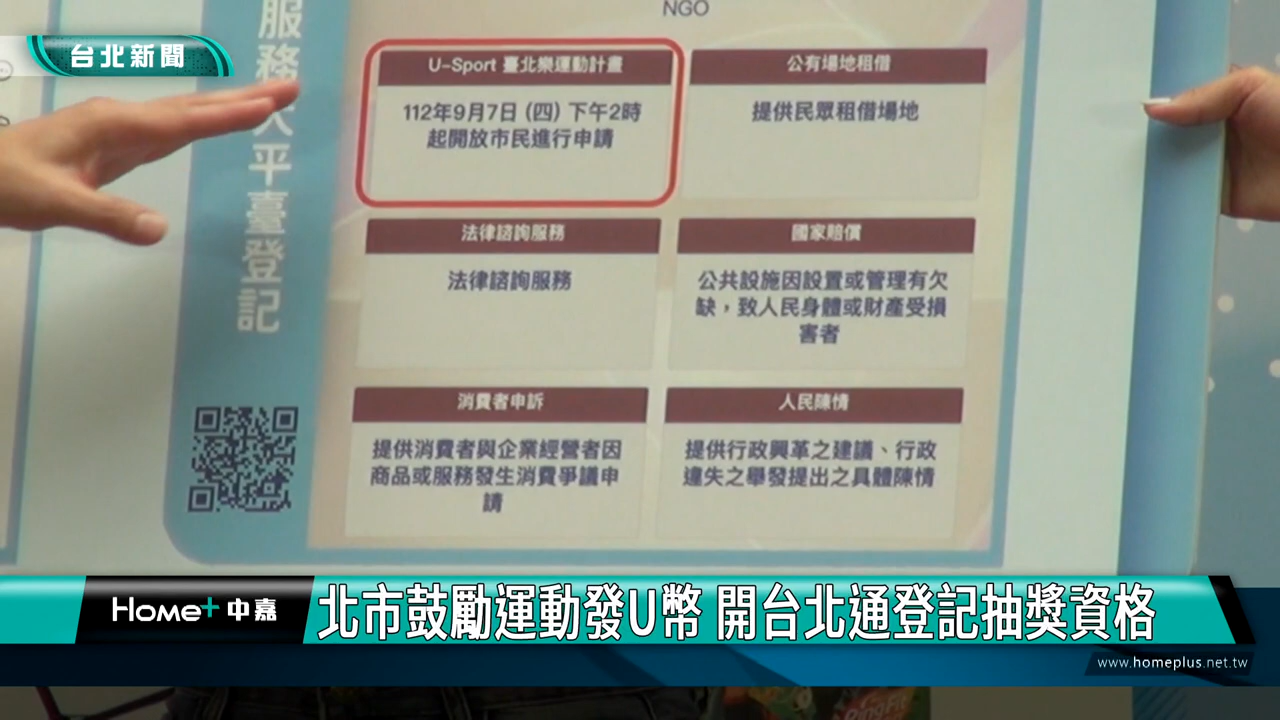 NGO
台北新聞
服務大平臺登記
U-Sport 臺北樂運動計畫
112年9月7日 (四) 下午2時
起開放市民進行申請
公有場地租借
提供民眾租借場地
法律諮詢服務
法律諮詢服務
國家賠償
公共設施因設置或管理有欠
缺，致人民身體或財產受損
害者
消費者申訴
提供消費者與企業經營者因
商品或服務發生消費爭議申
請
人民陳情
提供行政興革之建議、行政
違失之舉發提出之具體陳情
Home+ 中嘉
北市鼓勵運動發U幣 開台北通登記抽獎資格
www.homeplus.net.tw
RingFit